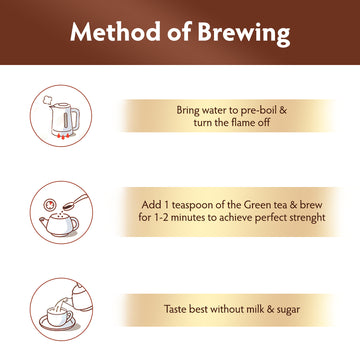 Method of Brewing
Bring water to pre-boil &
turn the flame off
Add 1 teaspoon of the Green tea & brew
for 1-2 minutes to achieve perfect strenght
Taste best without milk & sugar